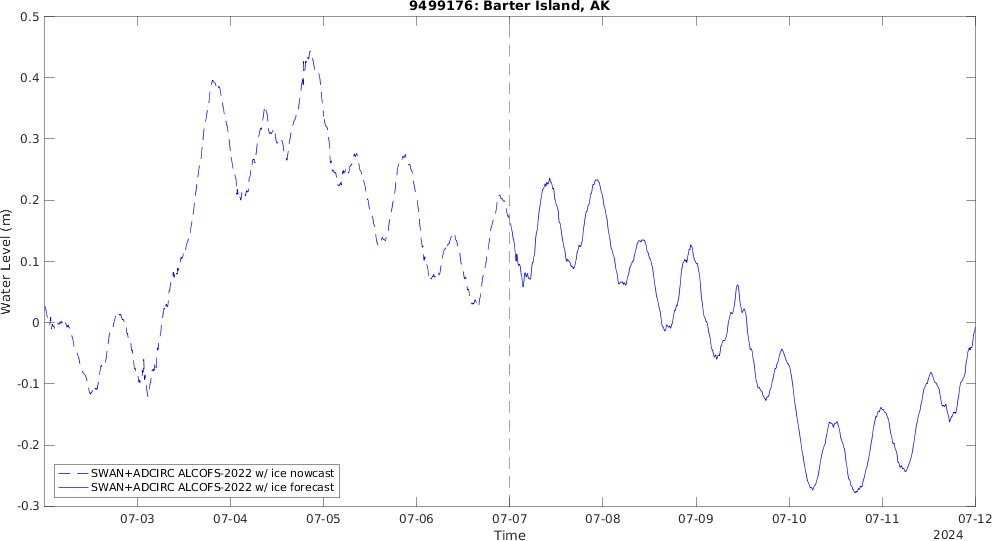 9499176: Barter Island, AK
0.5
0.4
0.3
0.2
0.1
0
-0.1
-0.2
-0.3
Water Level (m)
SWAN+ADCIRC ALCOFS-2022 w/ ice nowcast
SWAN+ADCIRC ALCOFS-2022 w/ ice forecast
07-03 07-04 07-05 07-06 07-07 07-08 07-09 07-10 07-11 07-12
Time
2024